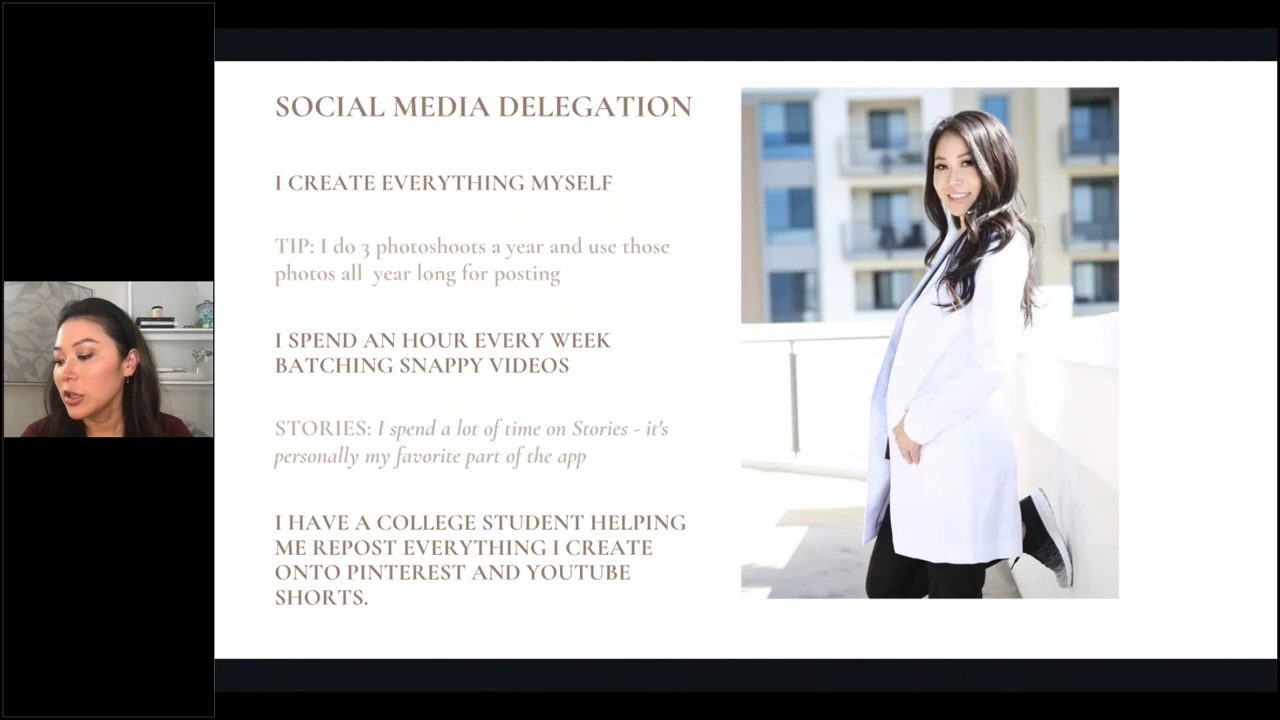 SOCIAL MEDIA DELEGATION
I CREATE EVERYTHING MYSELF
TIP: I do 3 photoshoots a year and use those
photos all year long for posting
I SPEND AN HOUR EVERY WEEK
BATCHING SNAPPY VIDEOS
STORIES: I spend a lot of time on Stories - it's
personally my favorite part of the app
I HAVE A COLLEGE STUDENT HELPING
ME REPOST EVERYTHING I CREATE
ONTO PINTEREST AND YOUTUBE
SHORTS.